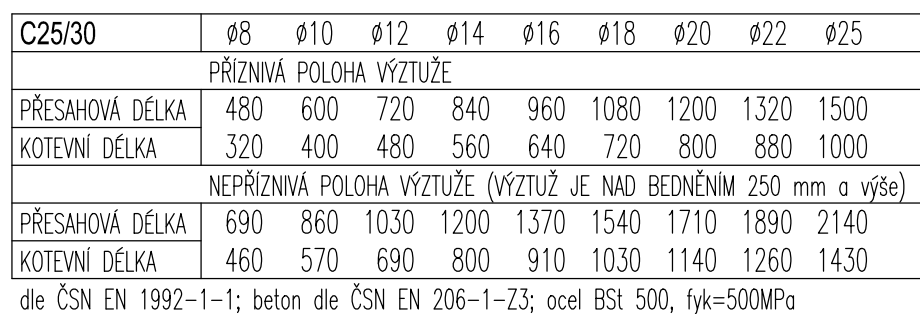 C25/30 ø8 ø10 ø12 ø14 ø16 ø18 ø20 ø22 ø25
PŘÍZNIVÁ POLOHA VÝZTUŽE
PŘESAHOVÁ DÉLKA 480 600 720 840 960 1080 1200 1320 1500
KOTEVNÍ DÉLKA 320 400 480 560 640 720 800 880 1000
NEPŘÍZNIVÁ POLOHA VÝZTUŽE (VÝZTUŽ JE NAD BEDNĚNÍM 250 mm a výše)
PŘESAHOVÁ DÉLKA 690 860 1030 1200 1370 1540 1710 1890 2140
KOTEVNÍ DÉLKA 460 570 690 800 910 1030 1140 1260 1430
dle ČSN EN 1992-1-1; beton dle ČSN EN 206-1-Z3; ocel BSt 500, fyk=500MPa